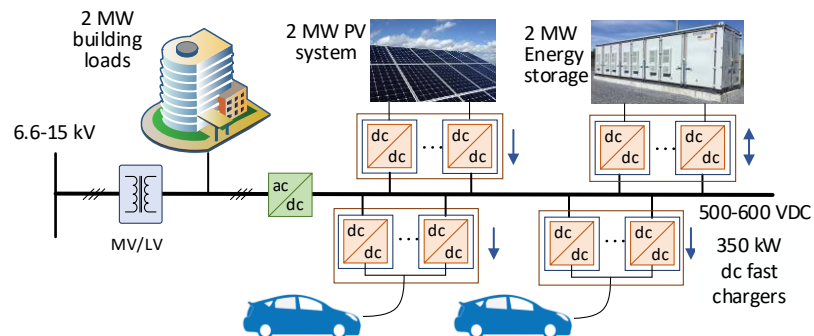 2 MW
building
loads
2 MW PV
system
2 MW
Energy
storage
6.6-15 kV
dc
dc
...
dc
dc
dc
dc
...
dc
dc
ac
dc
MV/LV
500-600 VDC
dc
dc
...
dc
dc
dc
dc
...
dc
dc
350 kW
dc fast
chargers